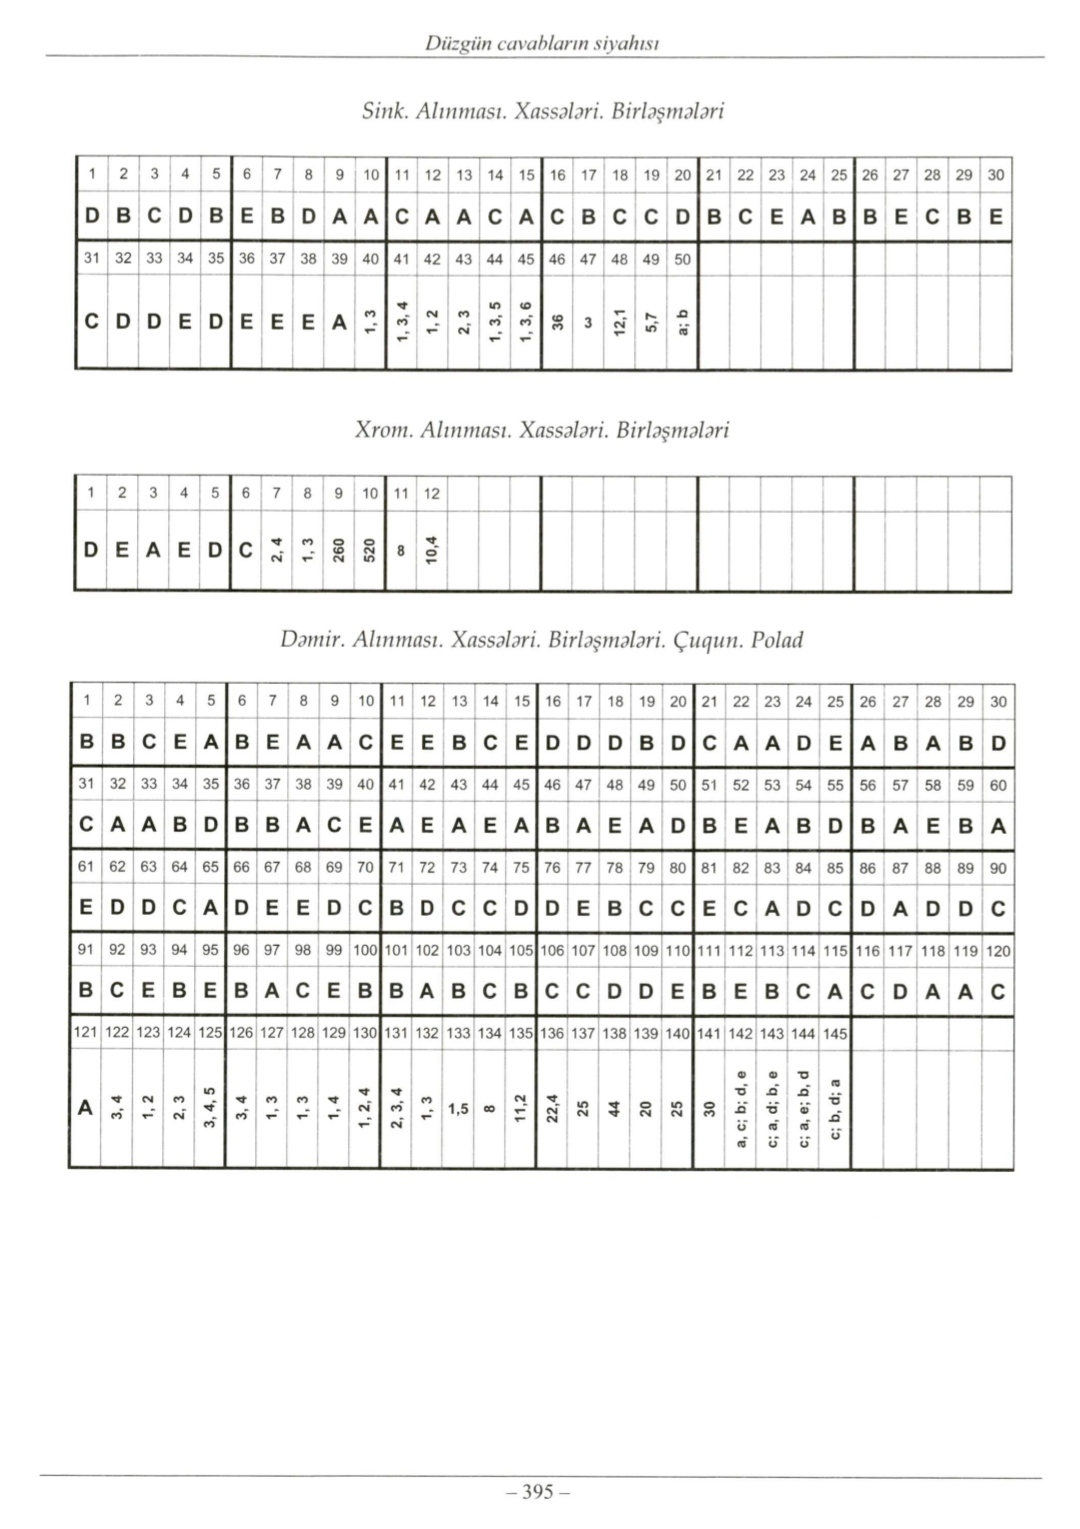 Düzgün cavabların siyahısı
Sink. Alınması. Xassələri. Birləşmələri
1 2 3 4 5 6 7 8 9 10 11 12 13 14 15 16 17 18 19 20 21 22 23 24 25 26 27 28 29 30
D B C D B E B D A A C A A C A C B C C D B C E A B B E C B E
31 32 33 34 35 36 37 38 39 40 41 42 43 44 45 46 47 48 49 50
C D D E D E E E A 1, 3 1, 3, 4 1, 2 2, 3 1, 3, 5 1, 3, 6 36 3 12,1 5,7 a; b
Xrom. Alınması. Xassələri. Birləşmələri
1 2 3 4 5 6 7 8 9 10 11 12
D E A E D C 2, 4 1, 3 260 520 8 10,4
Dəmir. Alınması. Xassələri. Birləşmələri. Çuqun. Polad
1 2 3 4 5 6 7 8 9 10 11 12 13 14 15 16 17 18 19 20 21 22 23 24 25 26 27 28 29 30
B B C E A B E A A C E E B C E D D D B D C A A D E A B A B D
31 32 33 34 35 36 37 38 39 40 41 42 43 44 45 46 47 48 49 50 51 52 53 54 55 56 57 58 59 60
C A A B D B B A C E A E A E A B A E A D B E A B D B A E B A
61 62 63 64 65 66 67 68 69 70 71 72 73 74 75 76 77 78 79 80 81 82 83 84 85 86 87 88 89 90
E D D C A D E E D C B D C C D D E B C C E C A D C D A D D C
91 92 93 94 95 96 97 98 99 100 101 102 103 104 105 106 107 108 109 110 111 112 113 114 115 116 117 118 119 120
B C E B E B A C E B B A B C B C C D D E B E B C A C D A A C
121 122 123 124 125 126 127 128 129 130 131 132 133 134 135 136 137 138 139 140 141 142 143 144 145
A 3, 4 1, 2 2, 3 3, 4, 5 3, 4 1, 3 1, 3 1, 4 1, 2, 4 2, 3, 4 1, 3 1,5 8 11,2 22,4 25 44 20 25 30 a, c; b; d, e c; a, d; b, e c; a, e; b, d c; b, d; a
– 395 –